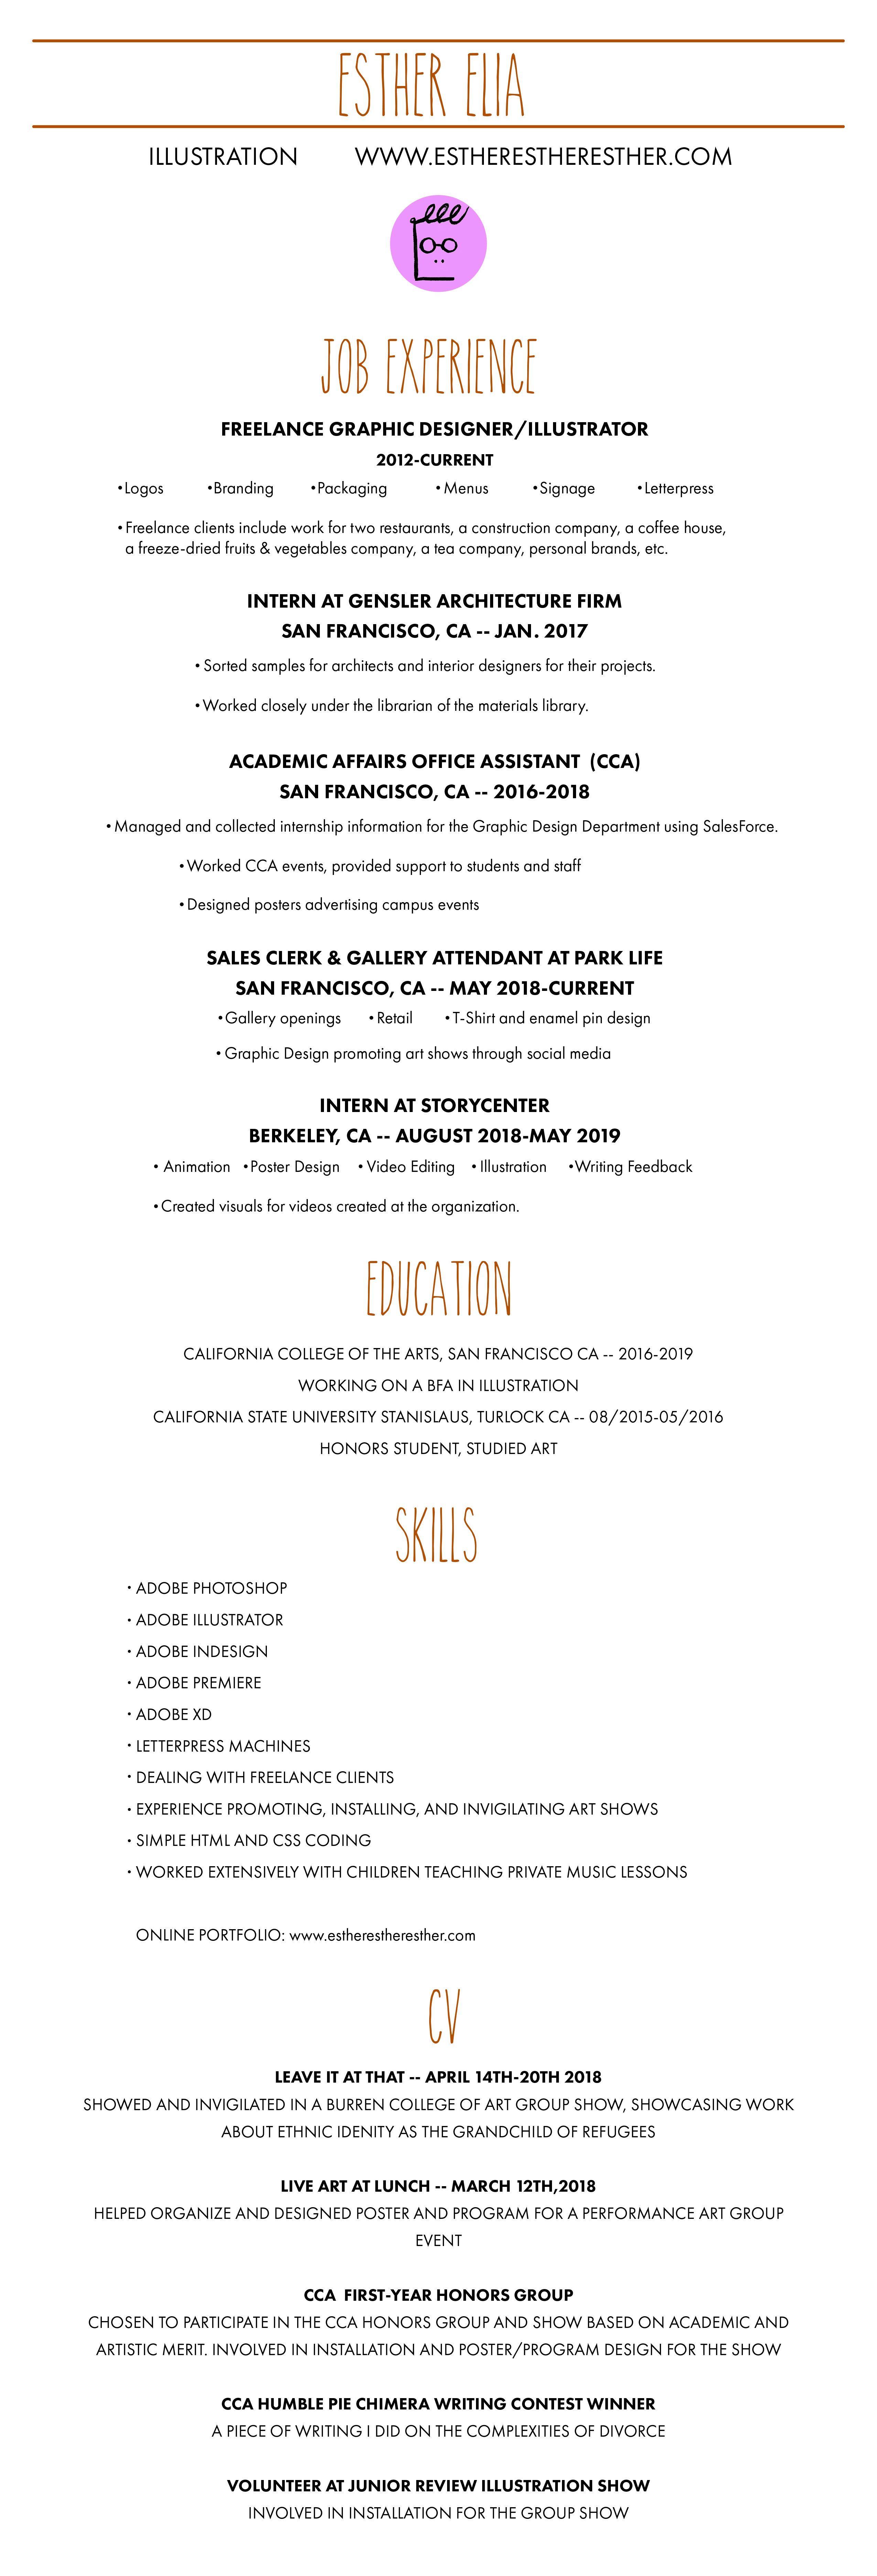 ESTHER ELIA
ILLUSTRATION WWW.ESTHERESTHERESTHER.COM
JOB EXPERIENCE
FREELANCE GRAPHIC DESIGNER/ILLUSTRATOR
2012-CURRENT
•Logos •Branding •Packaging • Menus •Signage •Letterpress
• Freelance clients include work for two restaurants, a construction company, a coffee house,
a freeze-dried fruits & vegetables company, a tea company, personal brands, etc.
INTERN AT GENSLER ARCHITECTURE FIRM
SAN FRANCISCO, CA -- JAN. 2017
• Sorted samples for architects and interior designers for their projects.
• Worked closely under the librarian of the materials library.
ACADEMIC AFFAIRS OFFICE ASSISTANT (CCA)
SAN FRANCISCO, CA -- 2016-2018
• Managed and collected internship information for the Graphic Design Department using SalesForce.
• Worked CCA events, provided support to students and staff
• Designed posters advertising campus events
SALES CLERK & GALLERY ATTENDANT AT PARK LIFE
SAN FRANCISCO, CA -- MAY 2018-CURRENT
•Gallery openings •Retail •T-Shirt and enamel pin design
• Graphic Design promoting art shows through social media
INTERN AT STORYCENTER
BERKELEY, CA -- AUGUST 2018-MAY 2019
• Animation •Poster Design • Video Editing • Illustration •Writing Feedback
• Created visuals for videos created at the organization.
EDUCATION
CALIFORNIA COLLEGE OF THE ARTS, SAN FRANCISCO CA -- 2016-2019
WORKING ON A BFA IN ILLUSTRATION
CALIFORNIA STATE UNIVERSITY STANISLAUS, TURLOCK CA -- 08/2015-05/2016
HONORS STUDENT, STUDIED ART
SKILLS
• ADOBE PHOTOSHOP
• ADOBE ILLUSTRATOR
• ADOBE INDESIGN
• ADOBE PREMIERE
• ADOBE XD
• LETTERPRESS MACHINES
• DEALING WITH FREELANCE CLIENTS
• EXPERIENCE PROMOTING, INSTALLING, AND INVIGILATING ART SHOWS
• SIMPLE HTML AND CSS CODING
• WORKED EXTENSIVELY WITH CHILDREN TEACHING PRIVATE MUSIC LESSONS
ONLINE PORTFOLIO: www.estherestheresther.com
CV
LEAVE IT AT THAT -- APRIL 14TH-20TH 2018
SHOWED AND INVIGILATED IN A BURREN COLLEGE OF ART GROUP SHOW, SHOWCASING WORK
ABOUT ETHNIC IDENITY AS THE GRANDCHILD OF REFUGEES
LIVE ART AT LUNCH -- MARCH 12TH,2018
HELPED ORGANIZE AND DESIGNED POSTER AND PROGRAM FOR A PERFORMANCE ART GROUP
EVENT
CCA FIRST-YEAR HONORS GROUP
CHOSEN TO PARTICIPATE IN THE CCA HONORS GROUP AND SHOW BASED ON ACADEMIC AND
ARTISTIC MERIT. INVOLVED IN INSTALLATION AND POSTER/PROGRAM DESIGN FOR THE SHOW
CCA HUMBLE PIE CHIMERA WRITING CONTEST WINNER
A PIECE OF WRITING I DID ON THE COMPLEXITIES OF DIVORCE
VOLUNTEER AT JUNIOR REVIEW ILLUSTRATION SHOW
INVOLVED IN INSTALLATION FOR THE GROUP SHOW